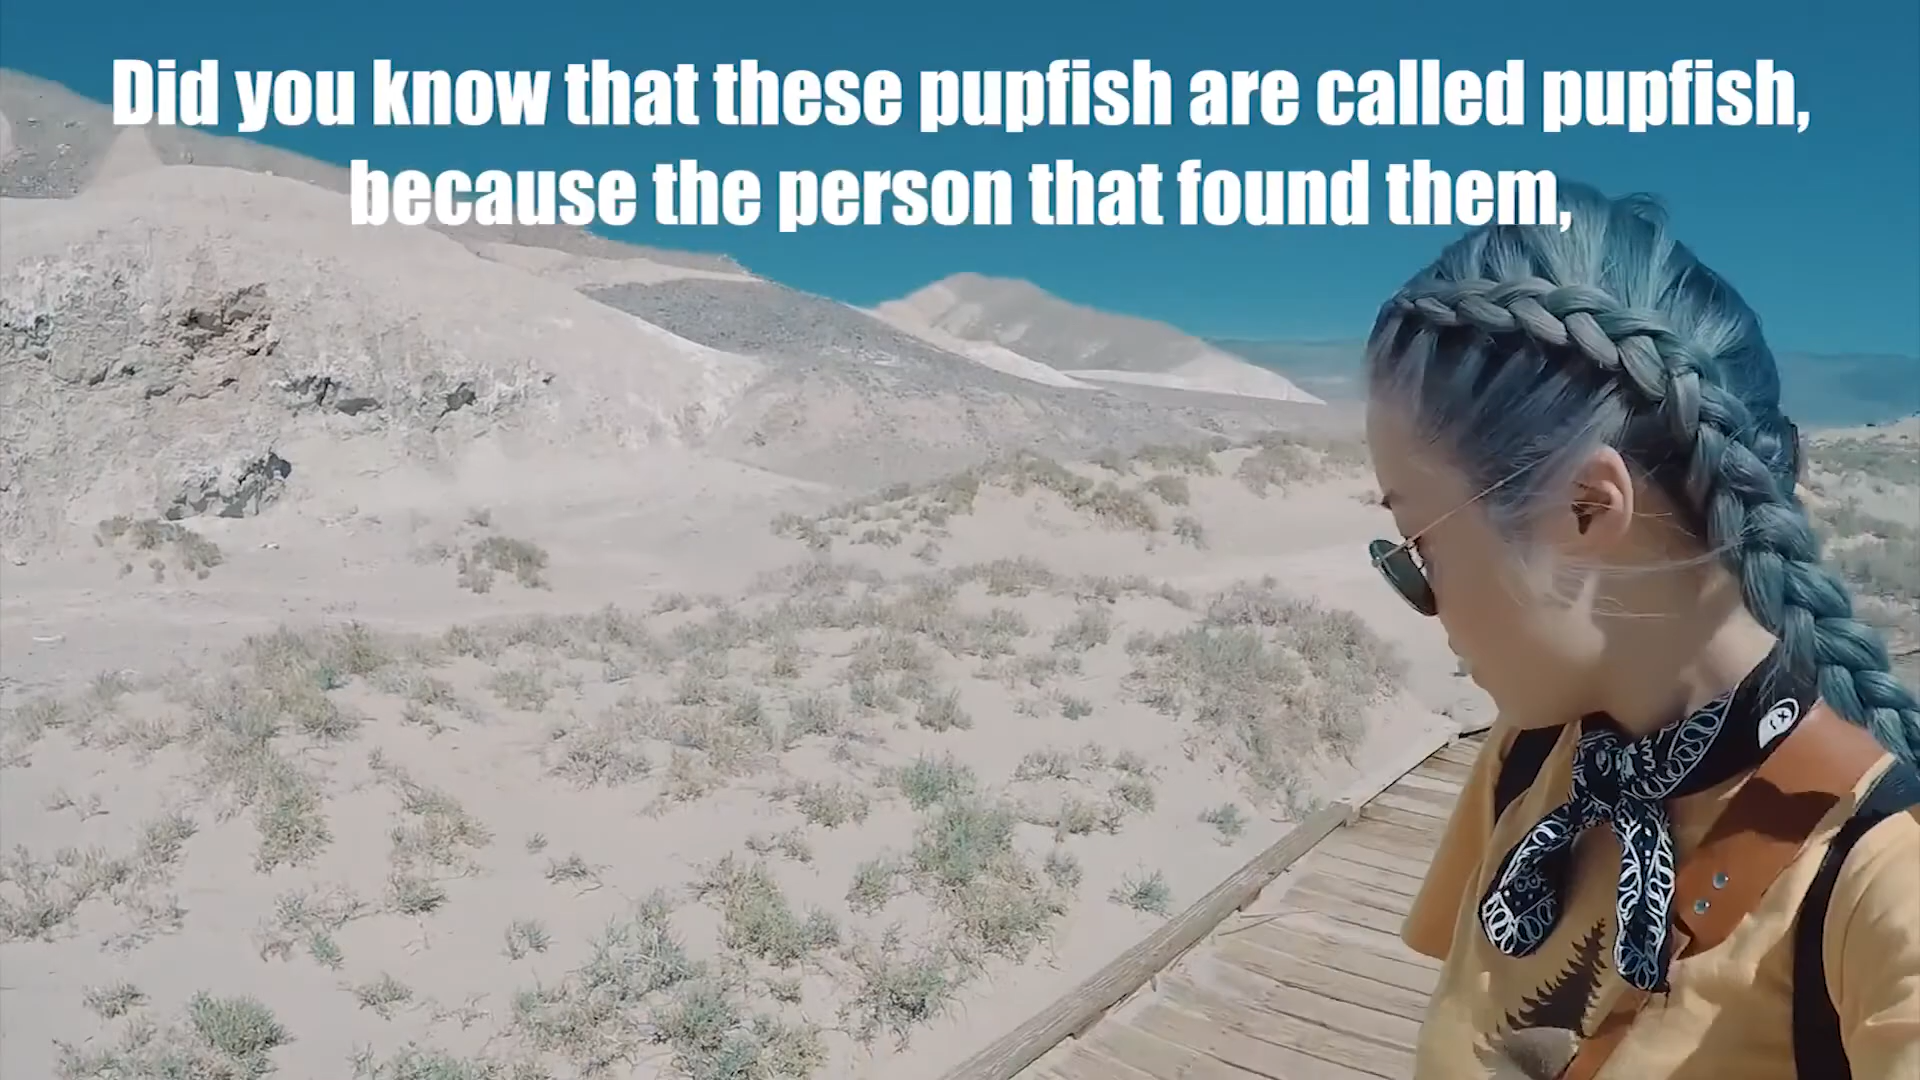 Did you know that these pupfish are called pupfish,
because the person that found them,